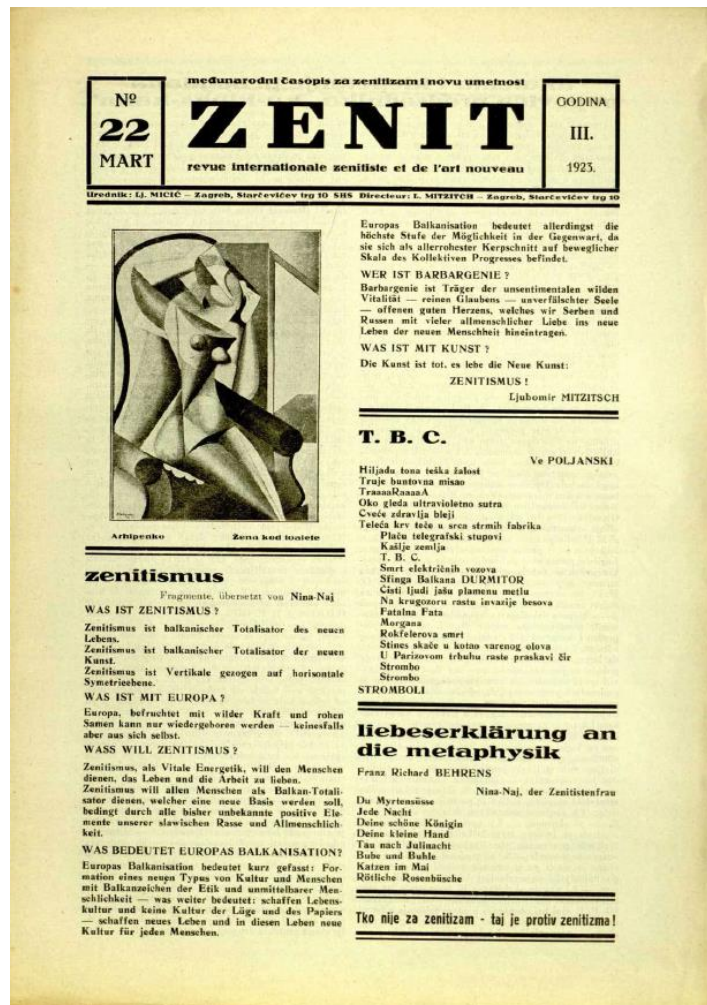 međunarodni časopis za zenitizam i novu umetnost
Nº
22
MART
ZENIT
GODINA
III.
1923.
revue internationale zenitiste et de l'art nouveau
Urednik: Lj. MICIĆ – Zagreb, Starčevićev trg 10 SHS Directeur: L. MITZITCH – Zagreb, Starčevićev trg 10
Arhipenko Žena kod toalete
zenitismus
Fragmente, übersetzt von Nina-Naj
WAS IST ZENITISMUS ?
Zenitismus ist balkanischer Totalisator des neuen
Lebens.
Zenitismus ist balkanischer Totalisator der neuen
Kunst.
Zenitismus ist Vertikale gezogen auf horisontale
Symetrieebene.
WAS IST MIT EUROPA ?
Europa, befruchtet mit wilder Kraft und rohen
Samen kann nur wiedergeboren werden — keinesfalls
aber aus sich selbst.
WASS WILL ZENITISMUS ?
Zenitismus, als Vitale Energetik, will den Menschen
dienen, das Leben und die Arbeit zu lieben.
Zenitismus will allen Menschen als Balkan-Totali-
sator dienen, welcher eine neue Basis werden soll,
bedingt durch alle bisher unbekannte positive Ele-
mente unserer slawischen Rasse und Allmenschlich-
keit.
WAS BEDEUTET EUROPAS BALKANISATION?
Europas Balkanisation bedeutet kurz gefasst: For-
mation eines neuen Typus von Kultur und Menschen
mit Balkanzeichen der Etik und unmittelbarer Men-
schlichkeit — was weiter bedeutet: schaffen Lebens-
kultur und keine Kultur der Lüge und des Papiers
— schaffen neues Leben und in diesen Leben neue
Kultur für jeden Menschen.
Europas Balkanisation bedeutet allerdingst die
höchste Stufe der Möglichkeit in der Gegenwart, da
sie sich als allerrohester Kerpschnitt auf beweglicher
Skala des Kollektiven Progresses befindet.
WER IST BARBARGENIE ?
Barbargenie ist Träger der unsentimentalen wilden
Vitalität — reinen Glaubens — unverfälschter Seele
— offenen guten Herzens, welches wir Serben und
Russen mit vieler allmenschlicher Liebe ins neue
Leben der neuen Menschheit hineintragen.
WAS IST MIT KUNST ?
Die Kunst ist tot, es lebe die Neue Kunst:
ZENITISMUS !
Ljubomir MITZITSCH
T. B. C.
Ve POLJANSKI
Hiljadu tona teška žalost
Truje buntovna misao
TraaaaRaaaaA
Oko gleda ultravioletno sutra
Cveće zdravlja bleji
Teleća krv teče u srca strmih fabrika
Plaču telegrafski stupovi
Kašlje zemlja
T. B. C.
Smrt električnih vozova
Sfinga Balkana DURMITOR
Čisti ljudi jašu plamenu metlu
Na krugozoru rastu invazije besova
Fatalna Fata
Morgana
Rokfelerova smrt
Stines skače u kotao varenog olova
U Parizovom trbuhu raste praskavi čir
Strombo
Strombo
STROMBOLI
liebeserklärung an
die metaphysik
Franz Richard BEHRENS
Nina-Naj, der Zenitistenfrau
Du Myrtensüsse
Jede Nacht
Deine schöne Königin
Deine kleine Hand
Tau nach Julinacht
Bube und Buhle
Katzen im Mai
Rötliche Rosenbüsche
Tko nije za zenitizam - taj je protiv zenitizma!